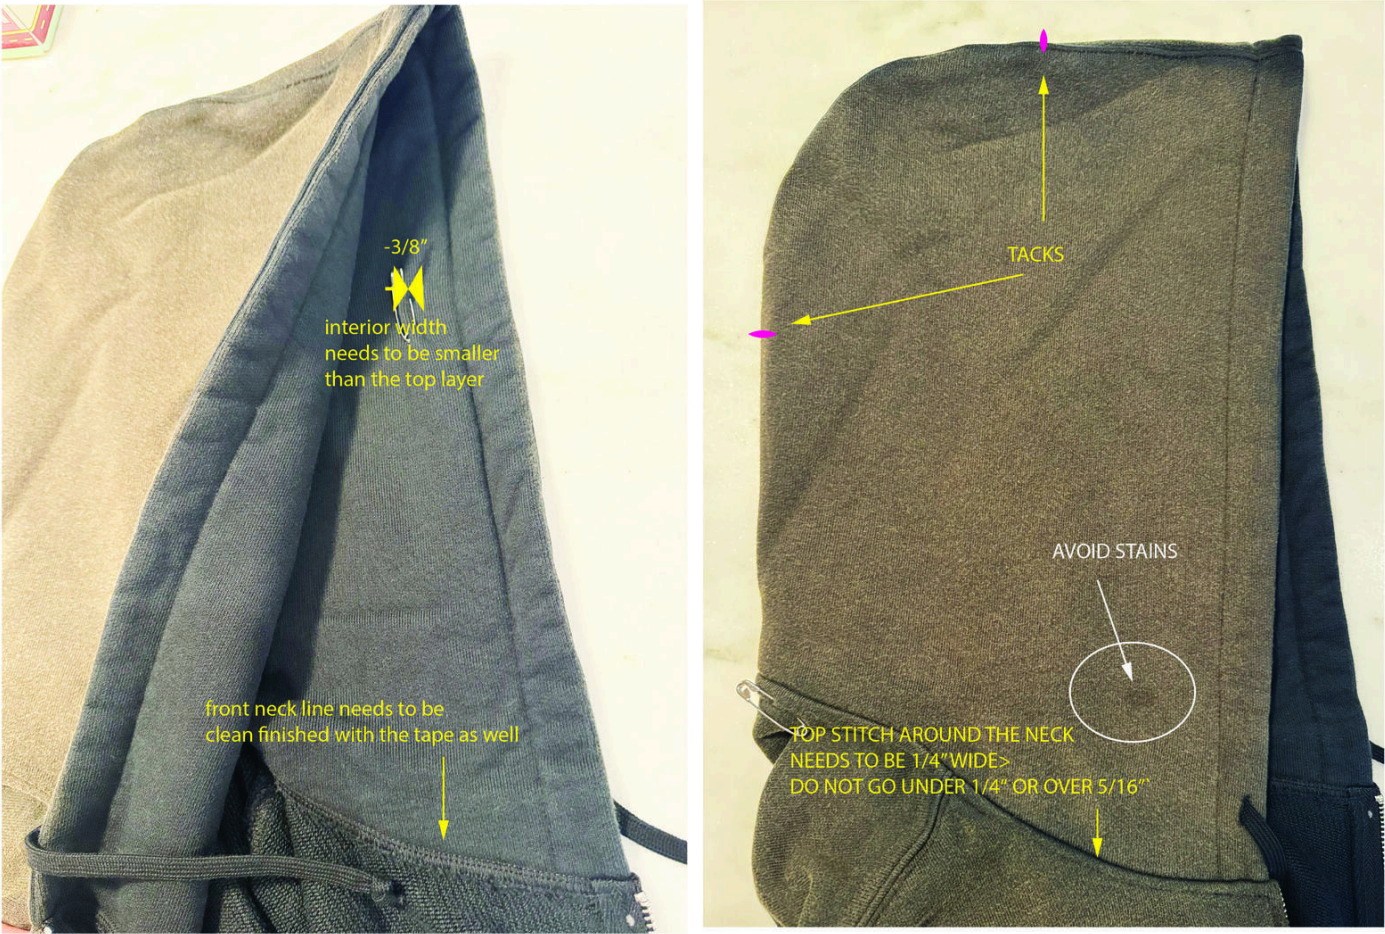 -3/8"
interior width
needs to be smaller
than the top layer
front neck line needs to be
clean finished with the tape as well
TACKS
AVOID STAINS
TOP STITCH AROUND THE NECK
NEEDS TO BE 1/4" WIDE>
DO NOT GO UNDER 1/4" OR OVER 5/16"`